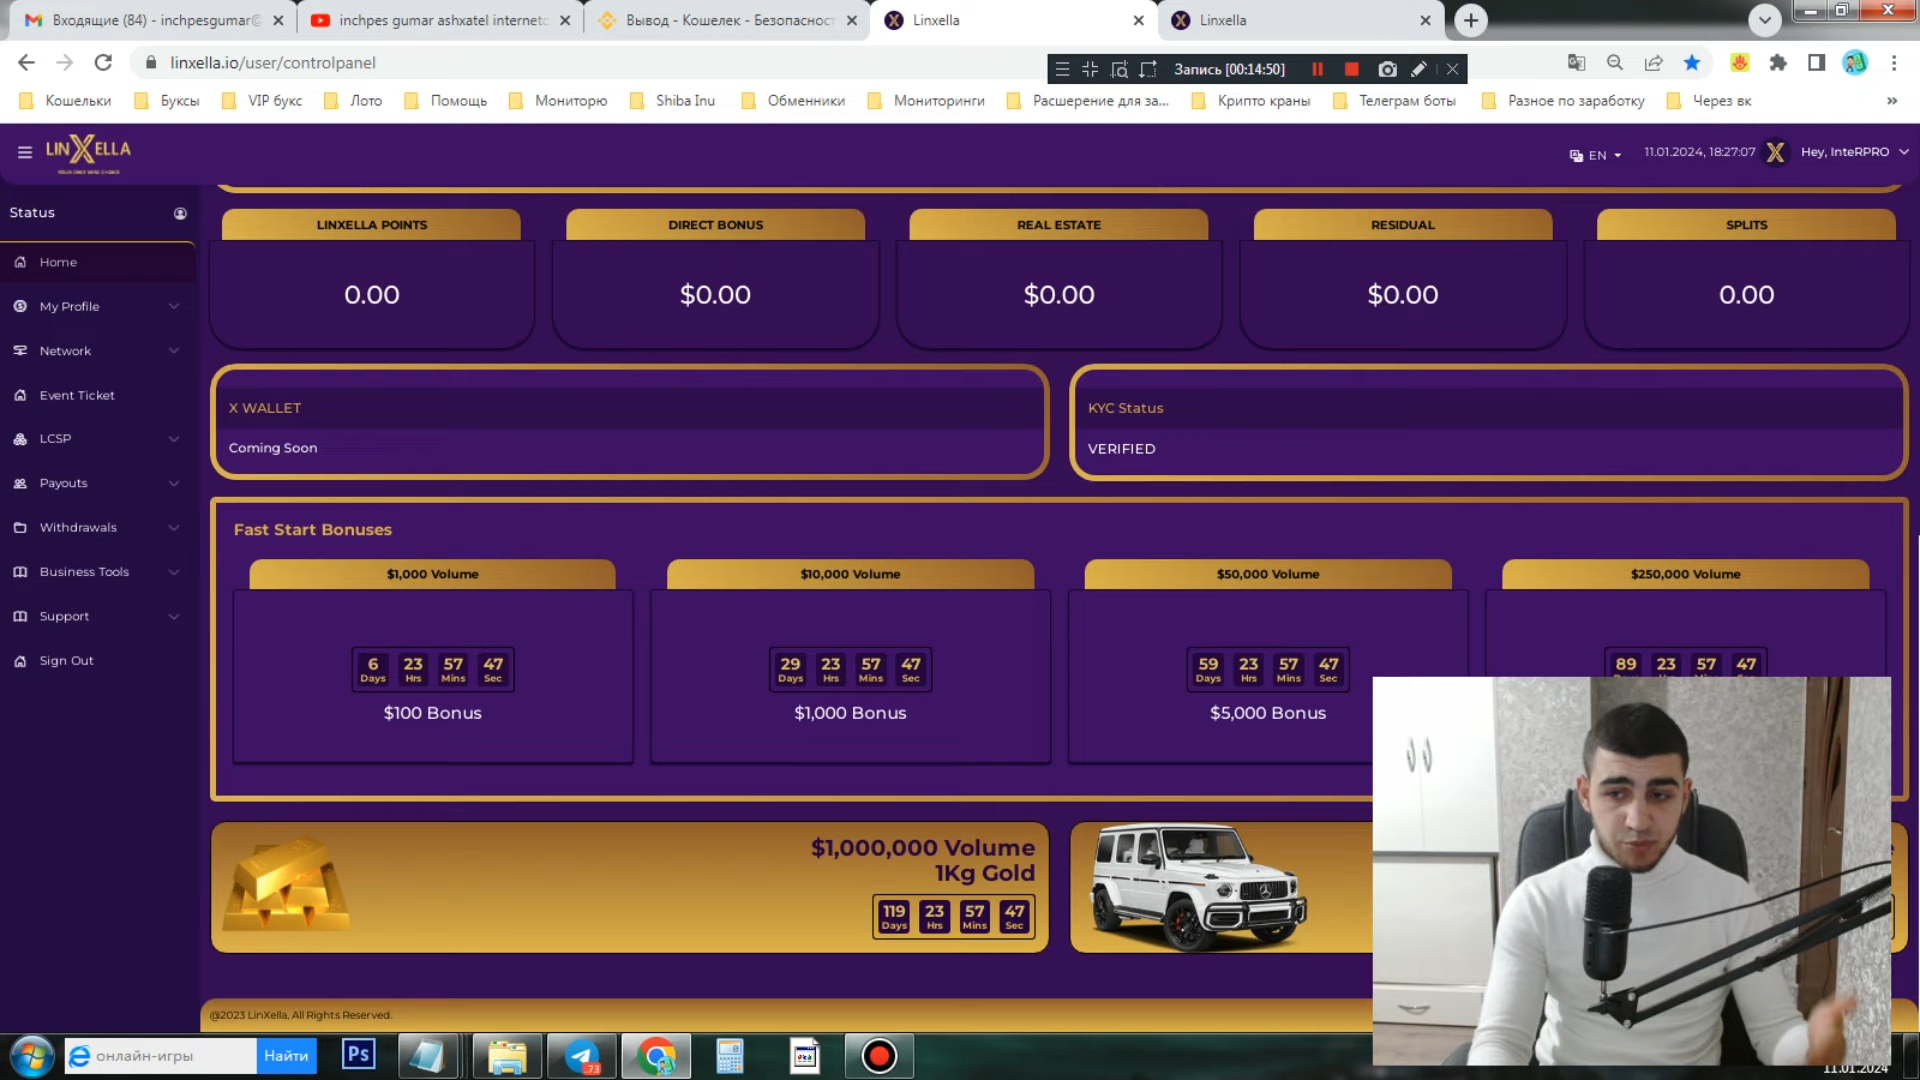 Входящие (84) - inchpesgumar@
inchpes gumar ashxatel internetc
Вывод - Кошелек - Безопасност
Linxella
Linxella
linxella.io/user/controlpanel
Запись [00:14:50]
Кошельки
Буксы
VIP букс
Лото
Помощь
Мониторю
Shiba Inu
Обменники
Мониторинги
Расшерение для за...
Крипто краны
Телеграм боты
Разное по заработку
Через вк
LINXELLA
YOUR ONLY WISE CHOICE
EN
11.01.2024, 18:27:07
Hey, InteRPRO
Status
Home
My Profile
Network
Event Ticket
LCSP
Payouts
Withdrawals
Business Tools
Support
Sign Out
LINXELLA POINTS
0.00
DIRECT BONUS
$0.00
REAL ESTATE
$0.00
RESIDUAL
$0.00
SPLITS
0.00
X WALLET
Coming Soon
KYC Status
VERIFIED
Fast Start Bonuses
$1,000 Volume
6 23 57 47
Days Hrs Mins Sec
$100 Bonus
$10,000 Volume
29 23 57 47
Days Hrs Mins Sec
$1,000 Bonus
$50,000 Volume
59 23 57 47
Days Hrs Mins Sec
$5,000 Bonus
$250,000 Volume
89 23 57 47
$1,000,000 Volume
1Kg Gold
119 23 57 47
Days Hrs Mins Sec
@2023 LinXella, All Rights Reserved.
онлайн-игры
Найти
Ps
73
11.01.2024